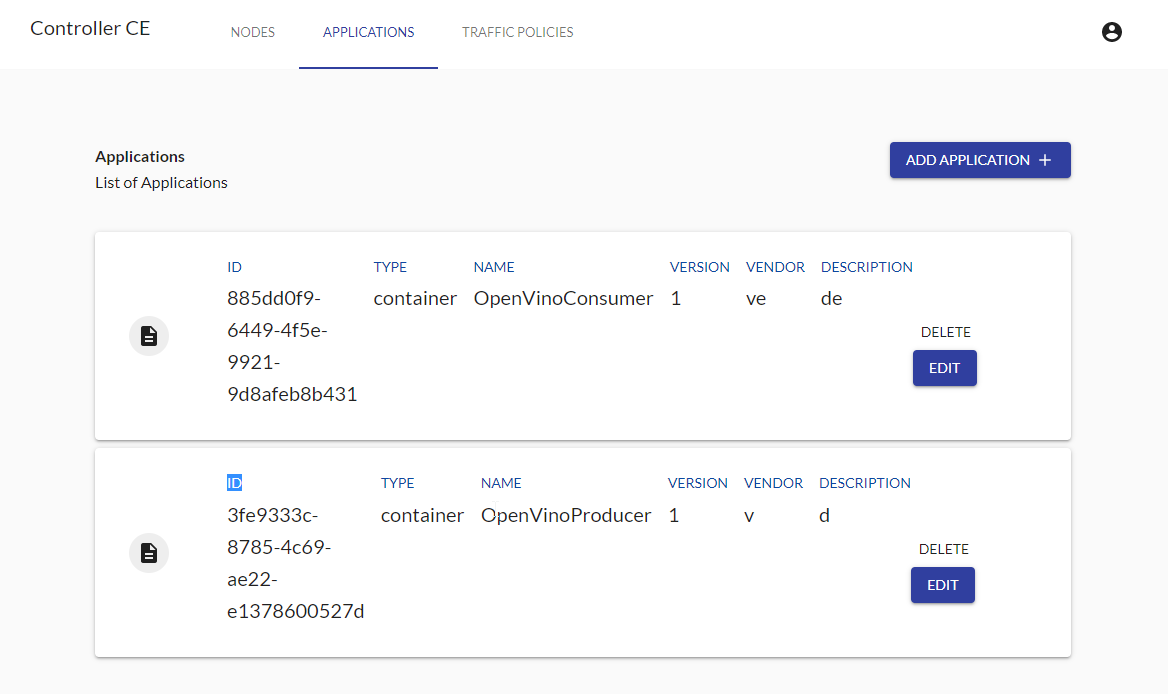 Controller CE
NODES
APPLICATIONS
TRAFFIC POLICIES
Applications
List of Applications
ADD APPLICATION +
ID
TYPE
NAME
VERSION
VENDOR
DESCRIPTION
885dd0f9-
6449-4f5e-
9921-
9d8afeb8b431
container
OpenVinoConsumer
1
ve
de
DELETE
EDIT
ID
TYPE
NAME
VERSION
VENDOR
DESCRIPTION
3fe9333c-
8785-4c69-
ae22-
e1378600527d
container
OpenVinoProducer
1
v
d
DELETE
EDIT